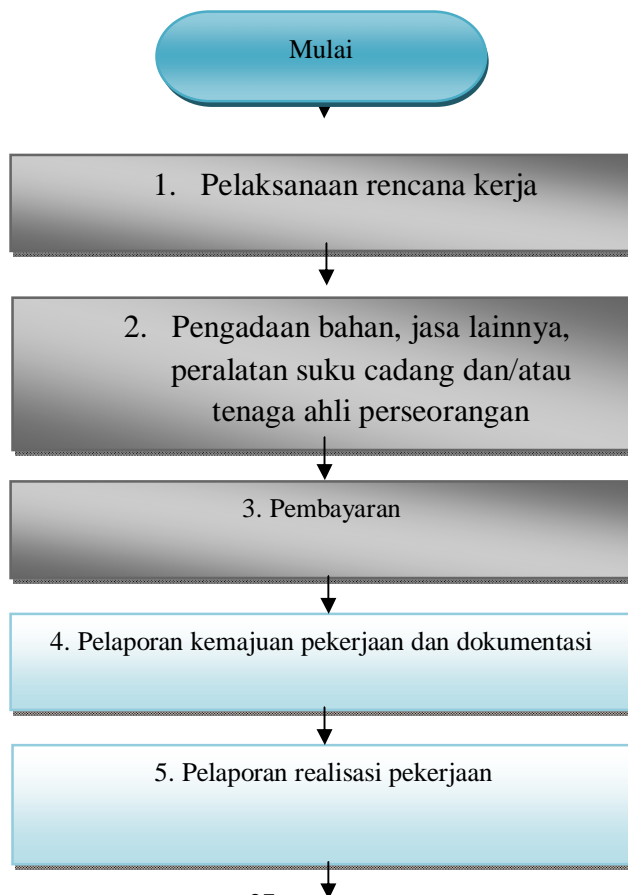 Mulai
1. Pelaksanaan rencana kerja
2. Pengadaan bahan, jasa lainnya,
peralatan suku cadang dan/atau
tenaga ahli perseorangan
3. Pembayaran
4. Pelaporan kemajuan pekerjaan dan dokumentasi
5. Pelaporan realisasi pekerjaan